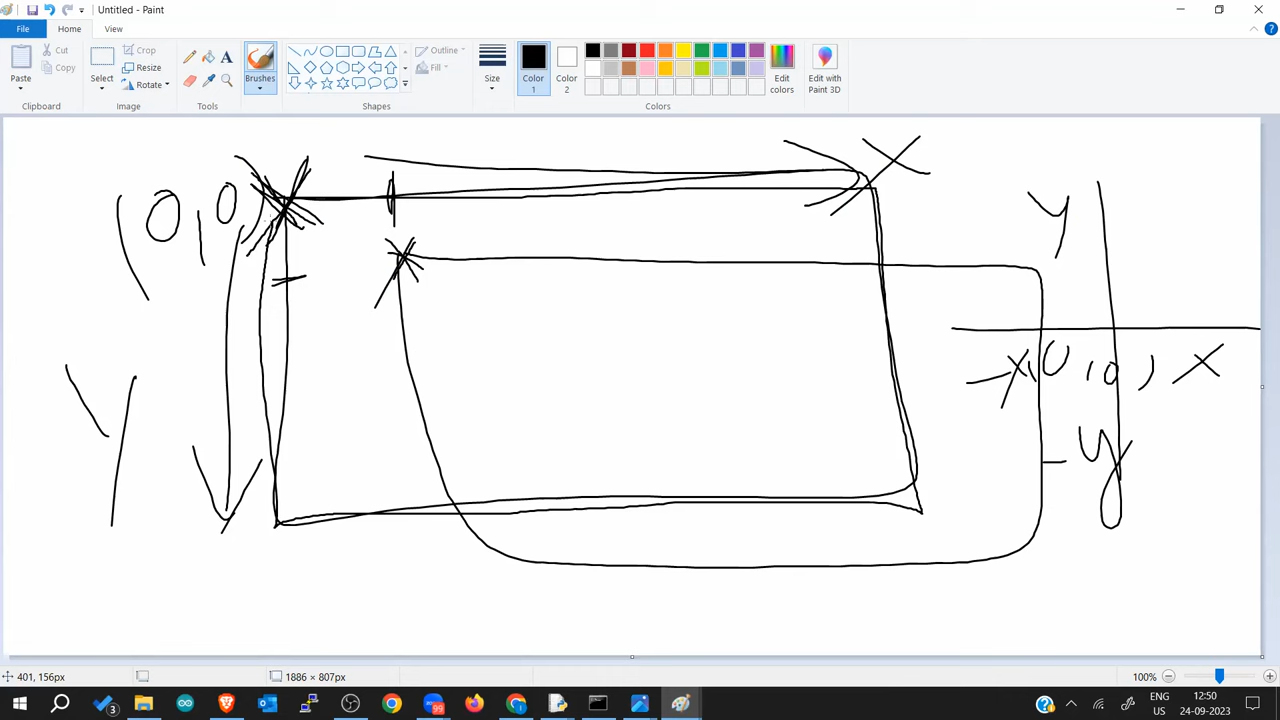 Untitled - Paint
File
Home
View
Paste
Cut
Copy
Select
Crop
Resize
Rotate
Brushes
Outline
Fill
Size
Color 1
Color 2
Edit colors
Edit with Paint 3D
Clipboard
Image
Tools
Shapes
Colors
X
(0,0)
y
-x
(0,0)
X
Y
-y
401, 156px
1886 × 807px
100%
3
99
ENG
US
12:50
24-09-2023